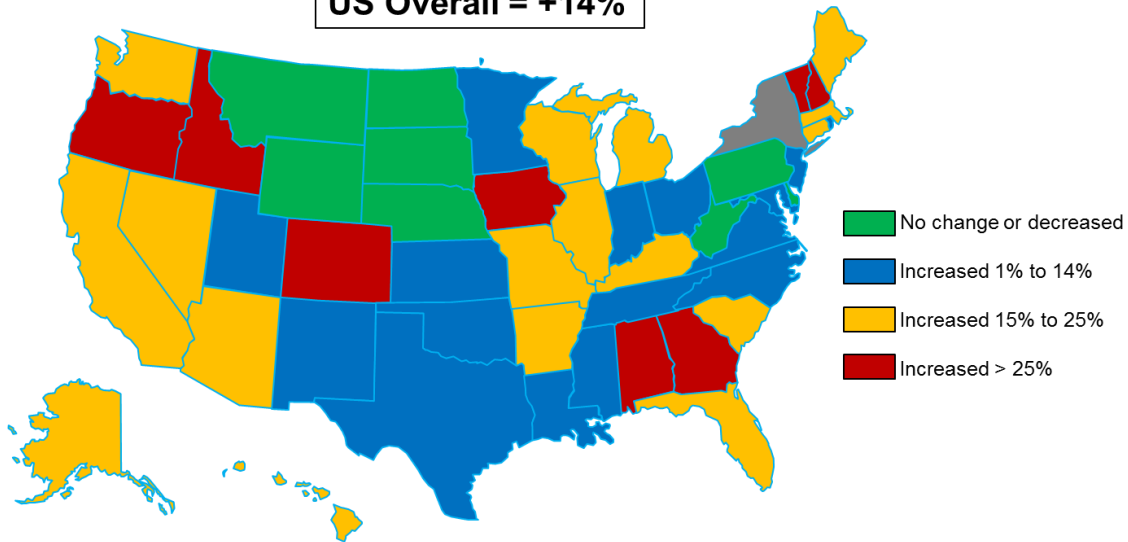 US Overall = +14%
No change or decreased
Increased 1% to 14%
Increased 15% to 25%
Increased > 25%